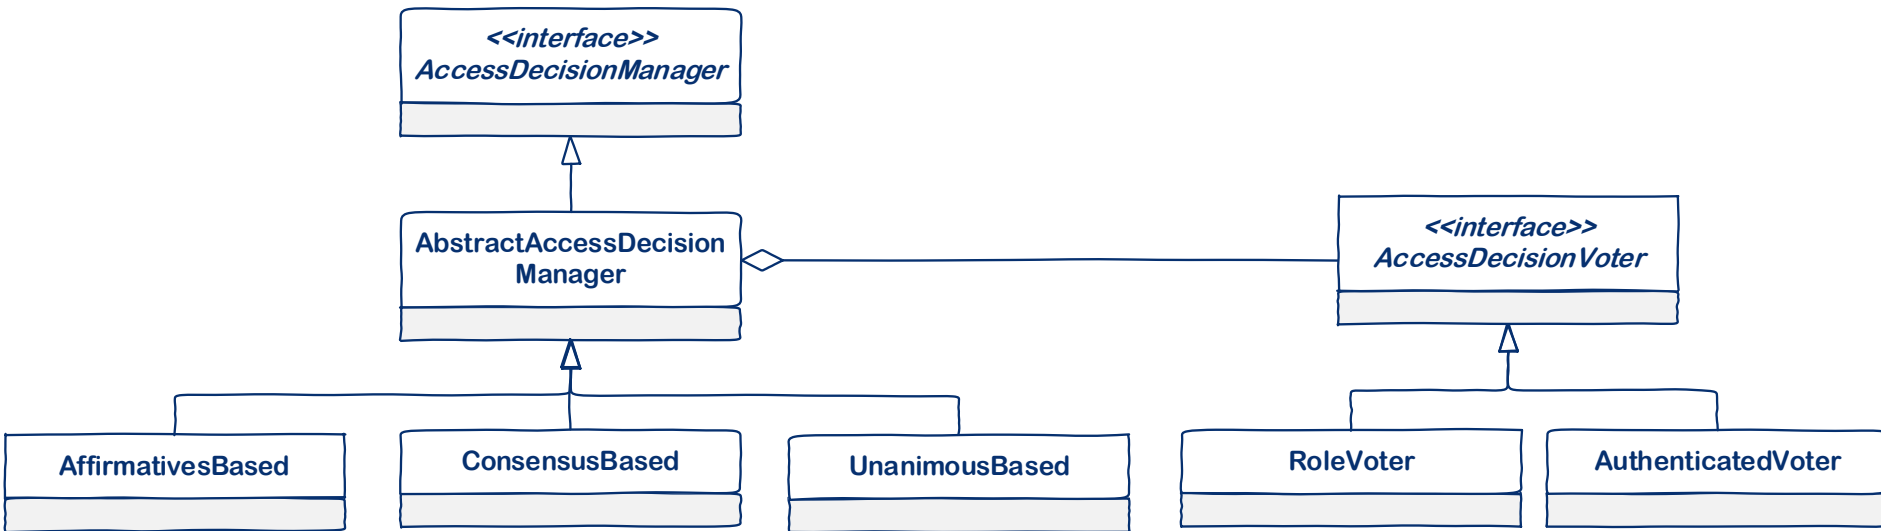 <<interface>>
AccessDecisionManager
AbstractAccessDecision
Manager
<<interface>>
AccessDecisionVoter
AffirmativesBased
ConsensusBased
UnanimousBased
RoleVoter
AuthenticatedVoter